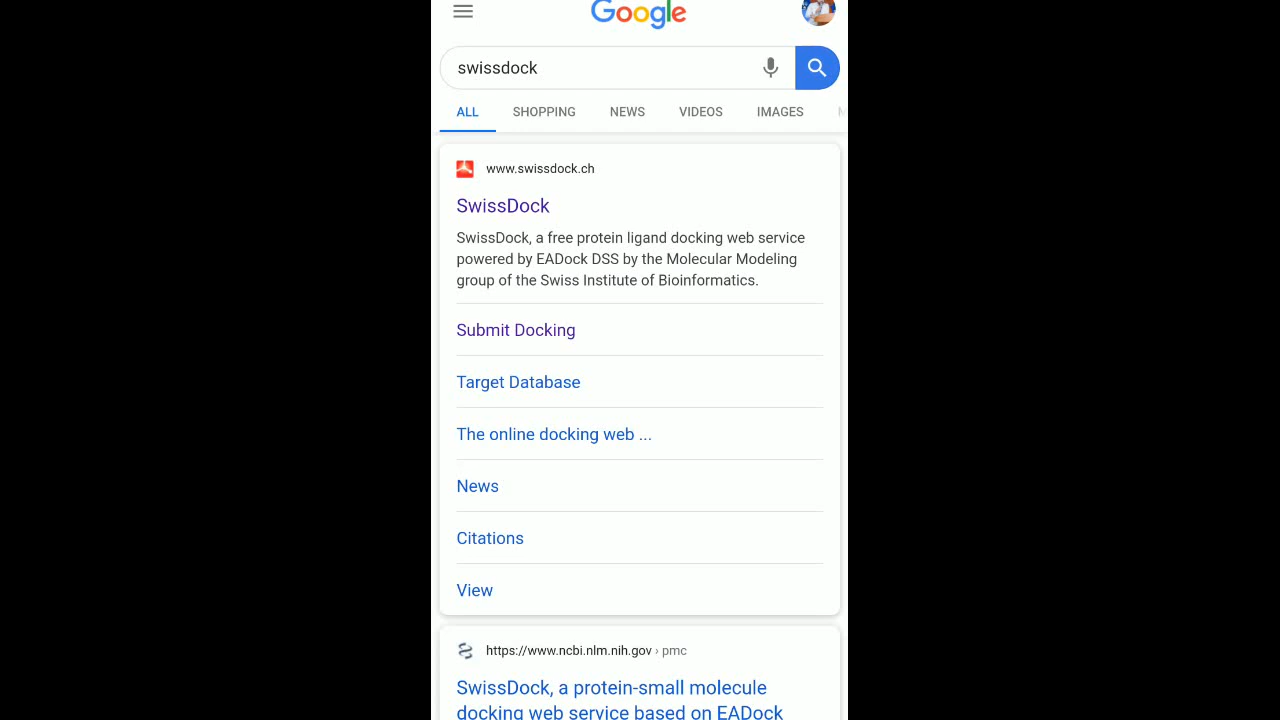 Google
swissdock
ALL SHOPPING NEWS VIDEOS IMAGES M
www.swissdock.ch
SwissDock
SwissDock, a free protein ligand docking web service
powered by EADock DSS by the Molecular Modeling
group of the Swiss Institute of Bioinformatics.
Submit Docking
Target Database
The online docking web ...
News
Citations
View
https://www.ncbi.nlm.nih.gov › pmc
SwissDock, a protein-small molecule
docking web service based on EADock